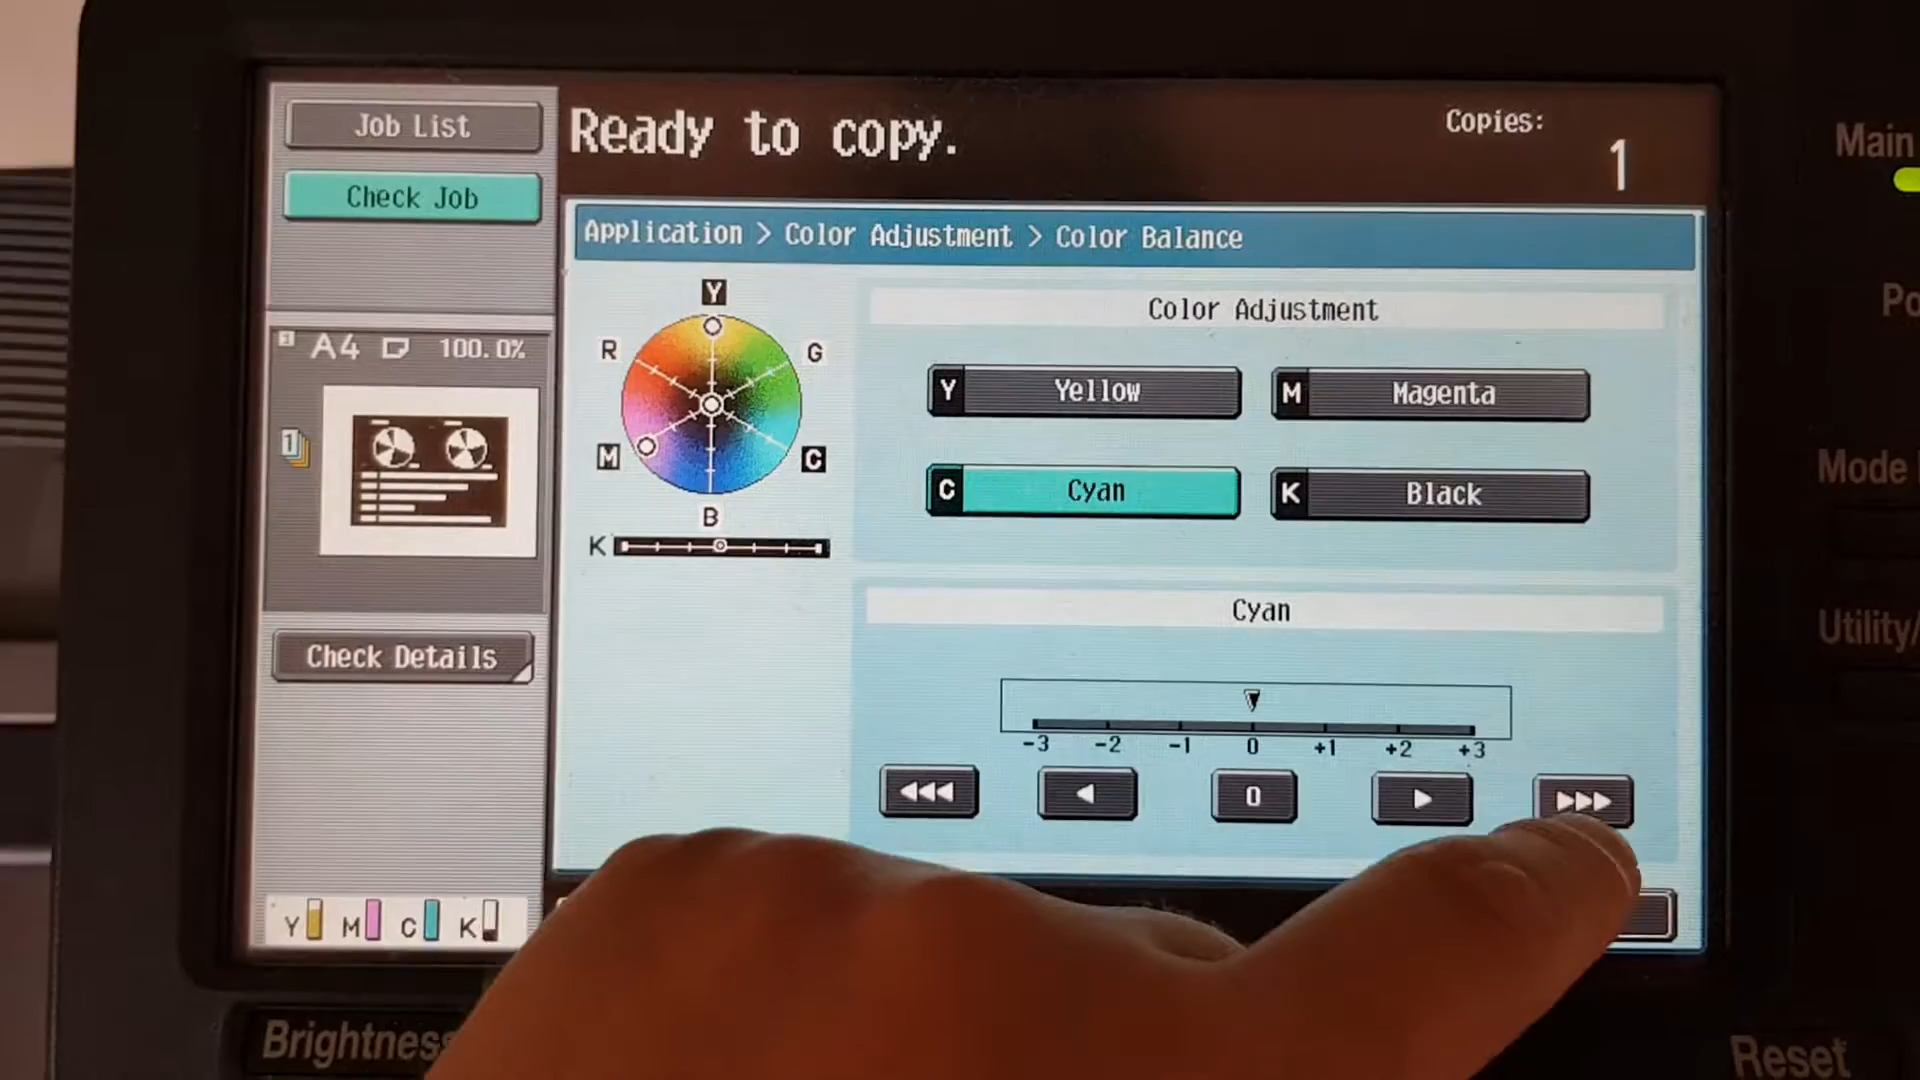 Job List
Check Job
Ready to copy.
Copies:
1
Application > Color Adjustment > Color Balance
1 A4 100.0%
1
Y
R
G
M
C
B
K
Color Adjustment
Y Yellow
M Magenta
C Cyan
K Black
Cyan
-3 -2 -1 0 +1 +2 +3
0
Check Details
Y M C K
Main
Mode
Utility/
Brightness
Reset